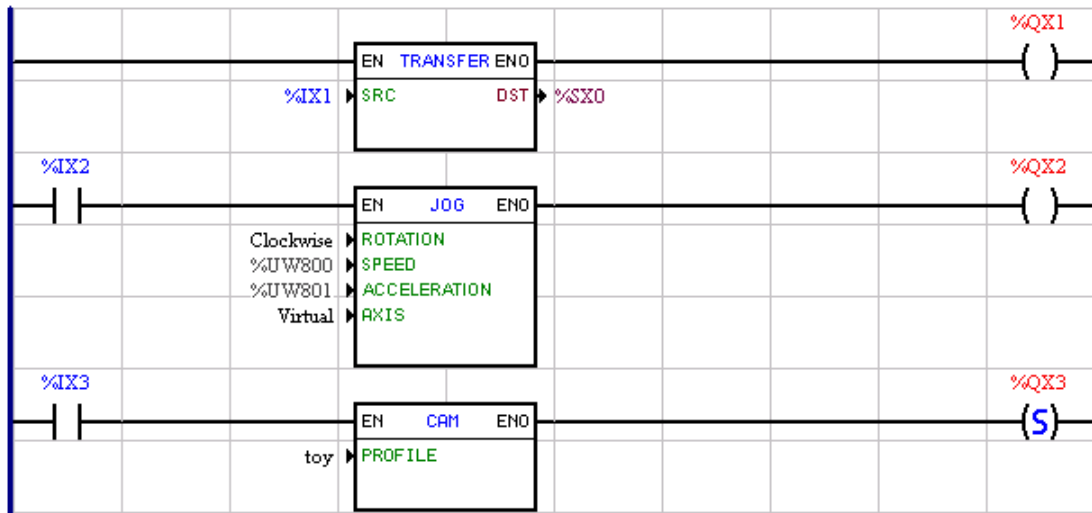 %QX1
EN TRANSFER ENO
%IX1 SRC DST %SX0
%IX2 %QX2
EN JOG ENO
Clockwise ROTATION
%UW800 SPEED
%UW801 ACCELERATION
Virtual AXIS
%IX3 %QX3
EN CAM ENO
S
toy PROFILE